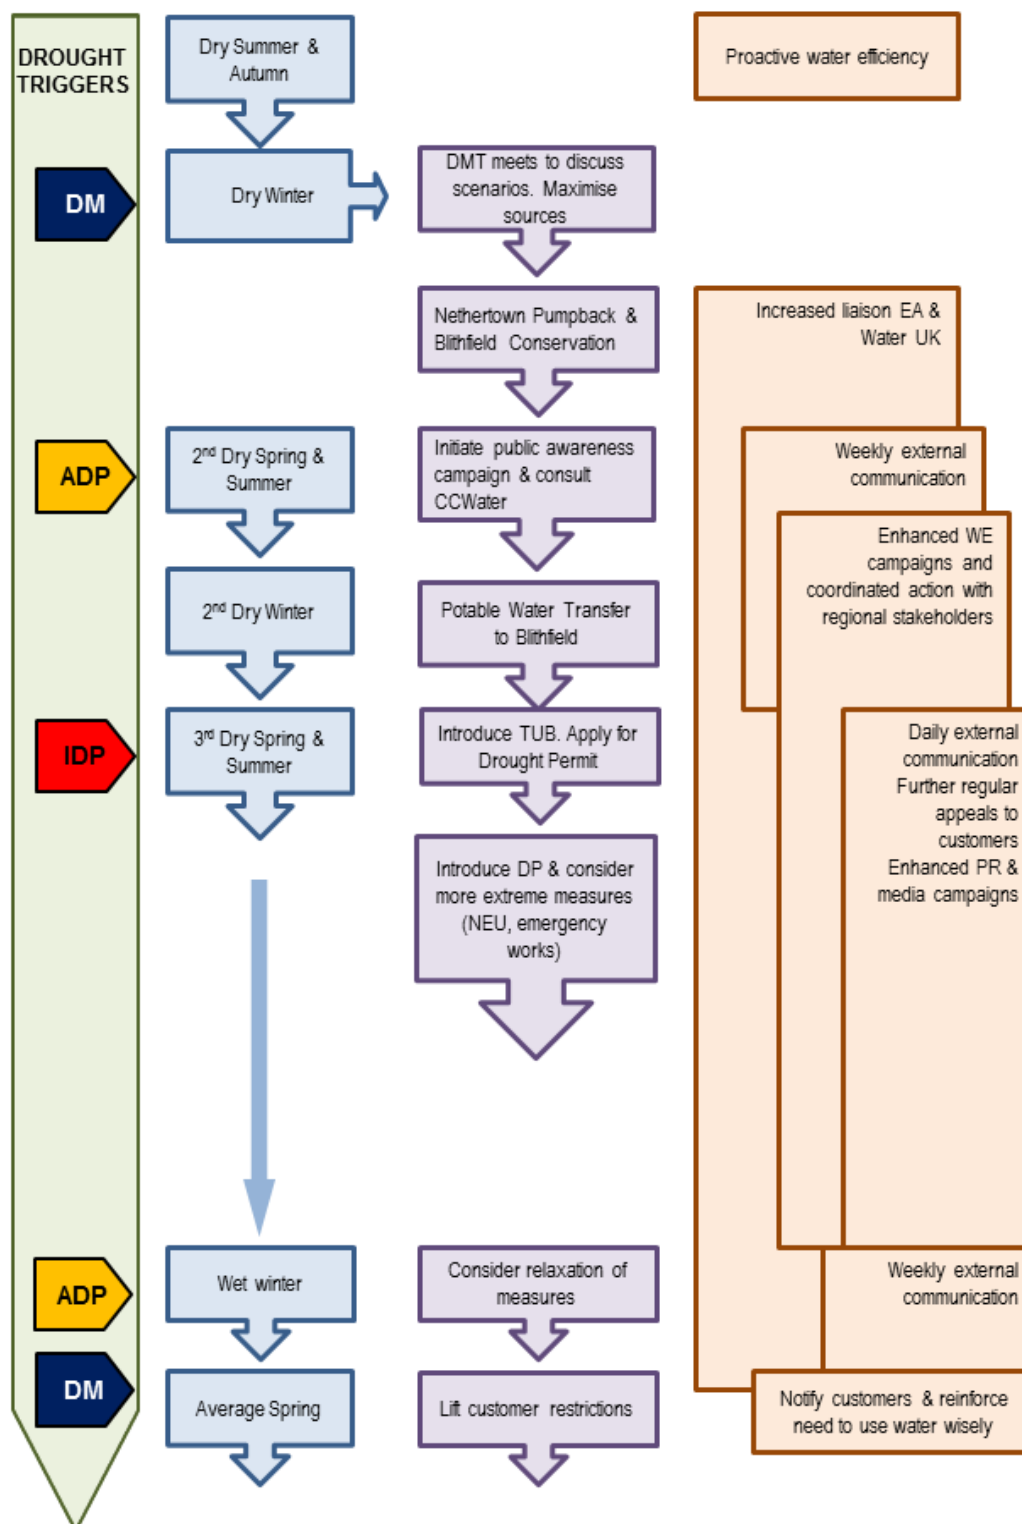 DROUGHT
TRIGGERS
Dry Summer &
Autumn
Proactive water efficiency
DM
Dry Winter
DMT meets to discuss
scenarios. Maximise
sources
Nethertown Pumpback &
Blithfield Conservation
Increased liaison EA &
Water UK
ADP
2nd Dry Spring &
Summer
Initiate public awareness
campaign & consult
CCWater
Weekly external
communication
Enhanced WE
campaigns and
coordinated action with
regional stakeholders
2nd Dry Winter
Potable Water Transfer
to Blithfield
IDP
3rd Dry Spring &
Summer
Introduce TUB. Apply for
Drought Permit
Daily external
communication
Further regular
appeals to
customers
Enhanced PR &
media campaigns
Introduce DP & consider
more extreme measures
(NEU, emergency
works)
ADP
Wet winter
Consider relaxation of
measures
Weekly external
communication
DM
Average Spring
Lift customer restrictions
Notify customers & reinforce
need to use water wisely